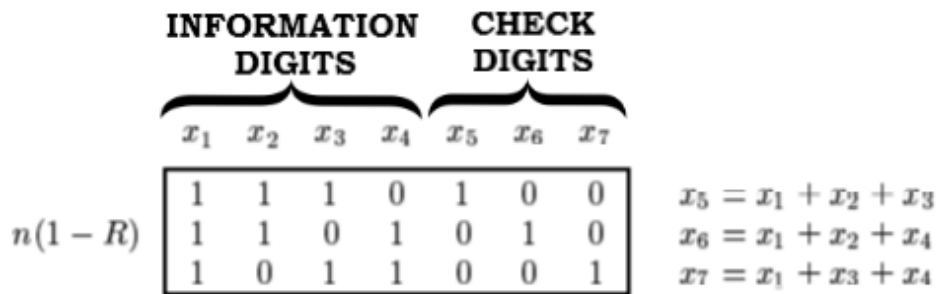 INFORMATION CHECK
DIGITS DIGITS
x₁ x₂ x₃ x₄ x₅ x₆ x₇
1 1 1 0 1 0 0 x₅ = x₁ + x₂ + x₃
n(1 − R) 1 1 0 1 0 1 0 x₆ = x₁ + x₂ + x₄
1 0 1 1 0 0 1 x₇ = x₁ + x₃ + x₄